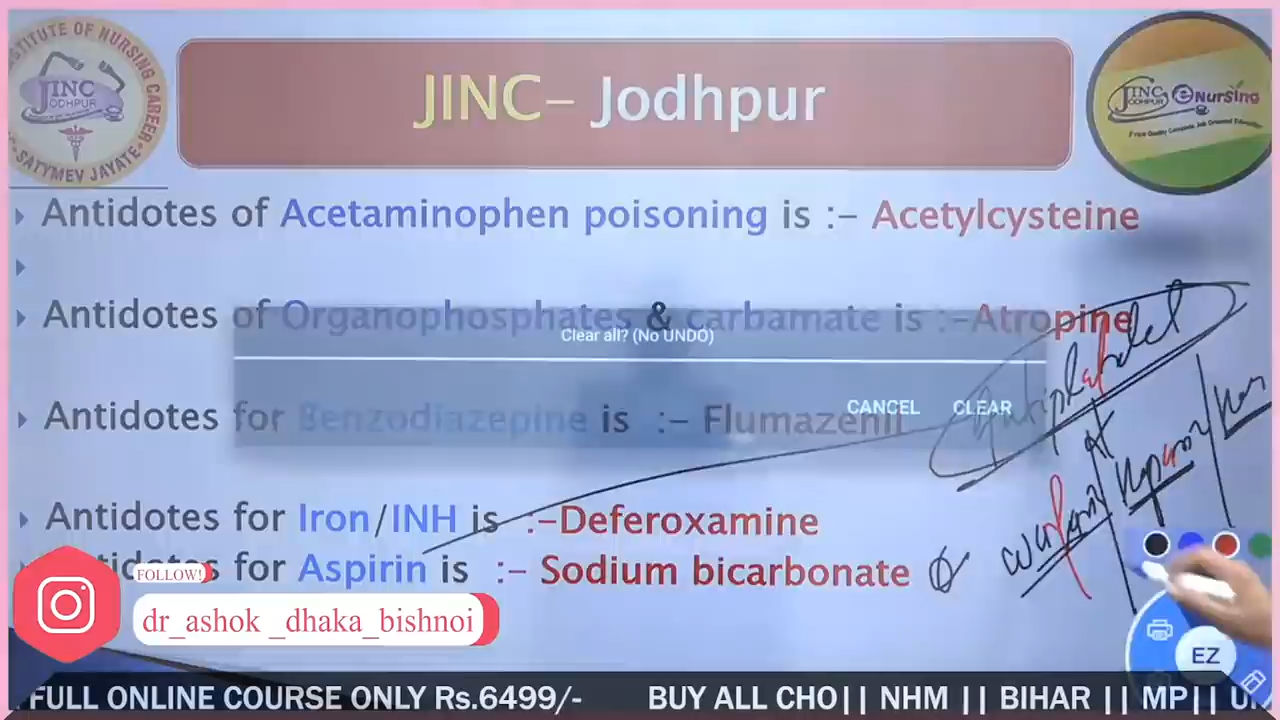 JINC- Jodhpur
STITUTE OF NURSING CAREER
JINC
JODHPUR
SATYMEV JAYATE
JINC
JODHPUR
eNursing
Antidotes of Acetaminophen poisoning is :- Acetylcysteine
Antidotes of Organophosphates & carbamate is :-Atropine
Clear all? (No UNDO)
CANCEL CLEAR
Antidotes for Benzodiazepine is :- Flumazenil
Antidotes for Iron/INH is :-Deferoxamine
tidotes for Aspirin is :- Sodium bicarbonate
FOLLOW!
dr_ashok _dhaka_bishnoi
EZ
FULL ONLINE COURSE ONLY Rs.6499/- BUY ALL CHO|| NHM || BIHAR || MP||